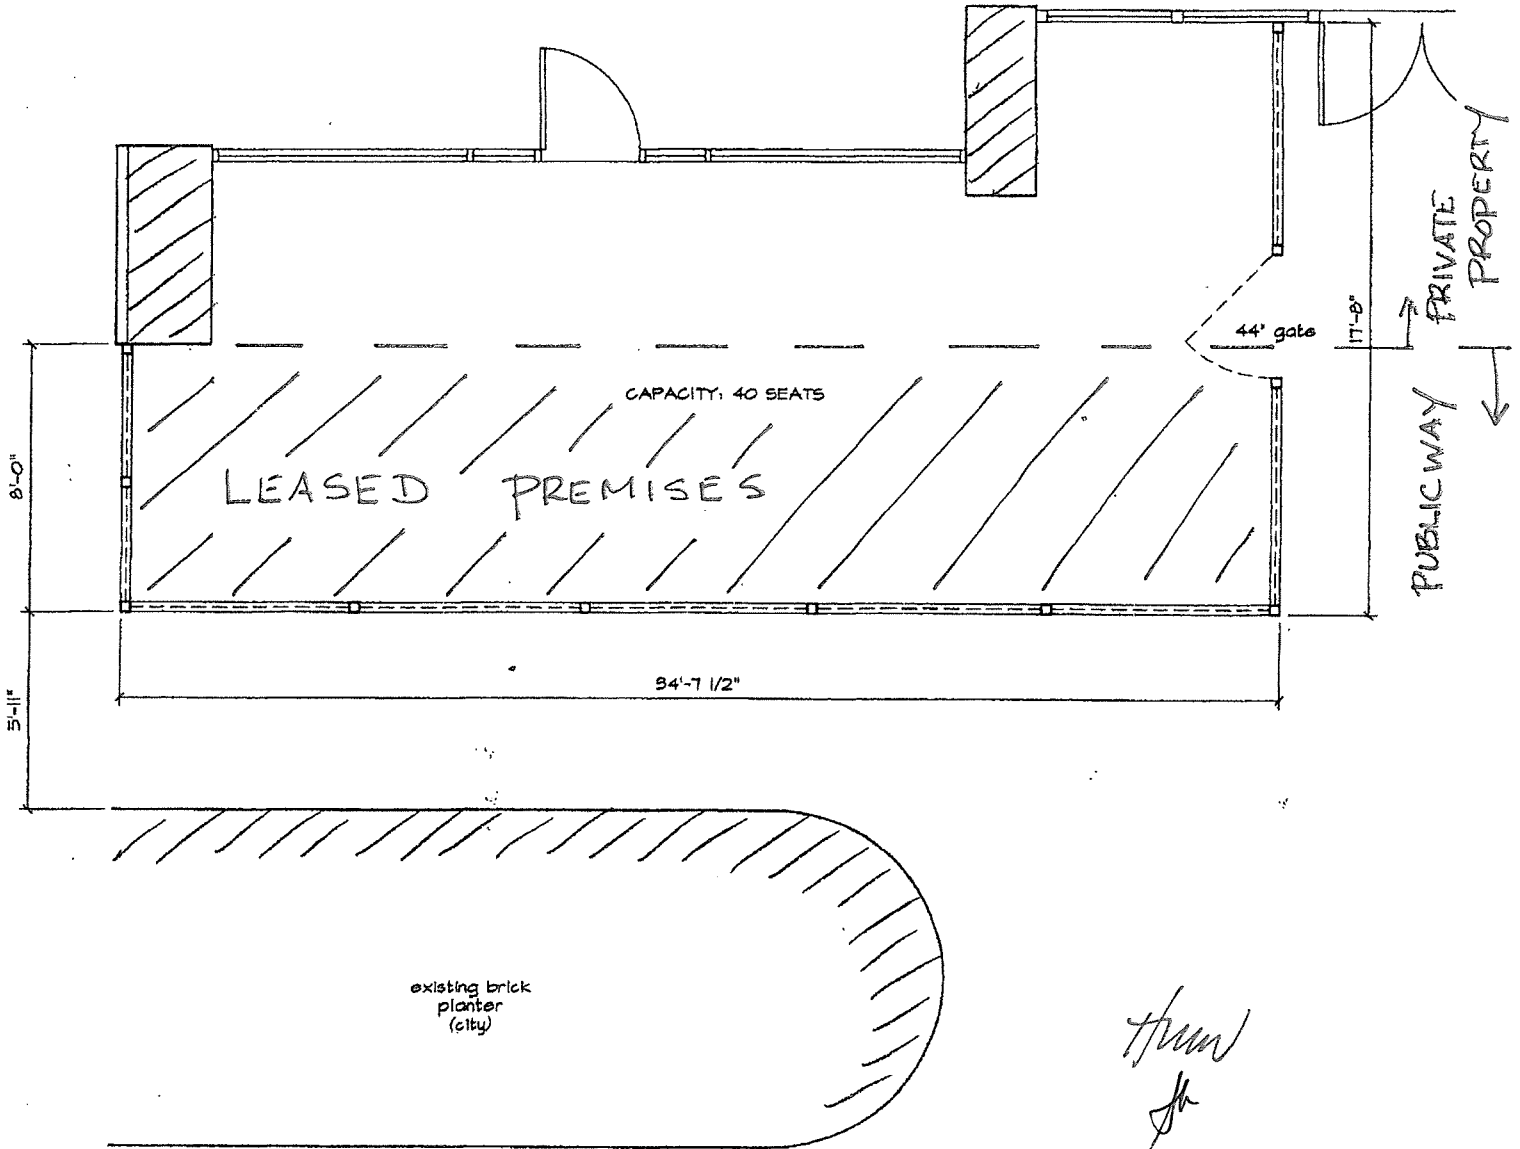 PRIVATE
PROPERTY
44" gate
17'-8"
CAPACITY: 40 SEATS
LEASED PREMISES
PUBLIC WAY
8'-0"
34'-7 1/2"
5'-11"
existing brick
planter
(city)